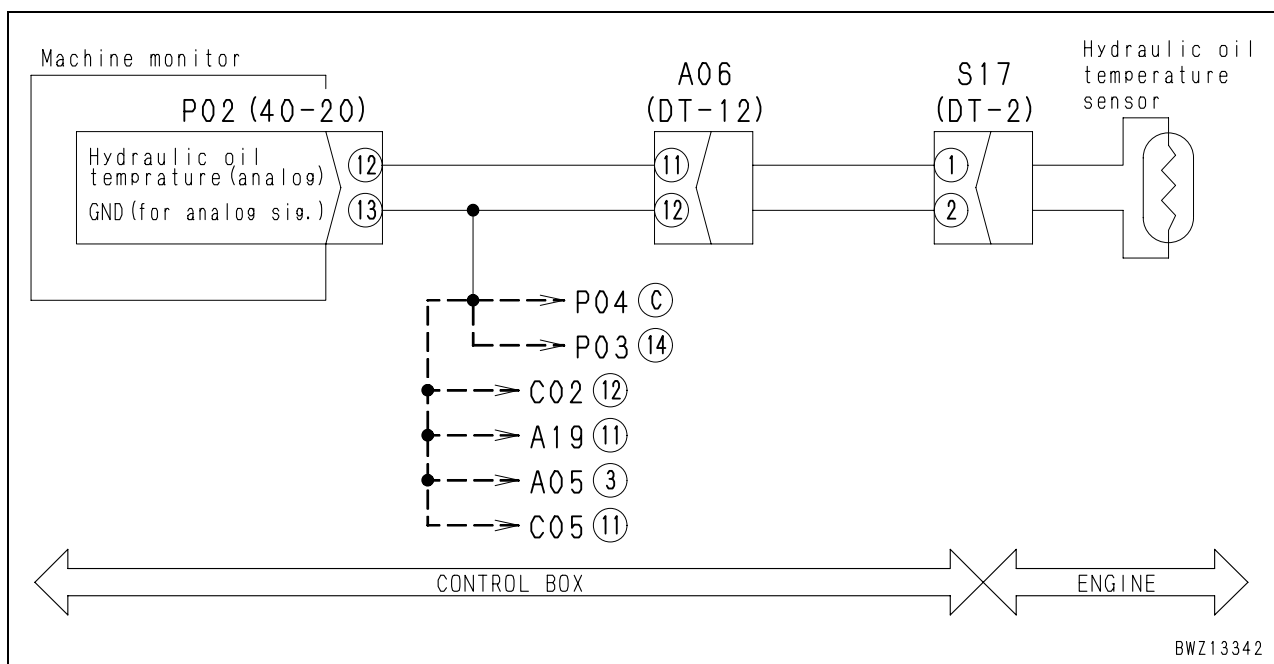 Machine monitor
P02 (40-20)
Hydraulic oil
temprature (analog)
12
GND (for analog sig.)
13
A06
(DT-12)
11
12
S17
(DT-2)
1
2
Hydraulic oil
temperature
sensor
P04 C
P03 14
C02 12
A19 11
A05 3
C05 11
CONTROL BOX
ENGINE
BWZ13342